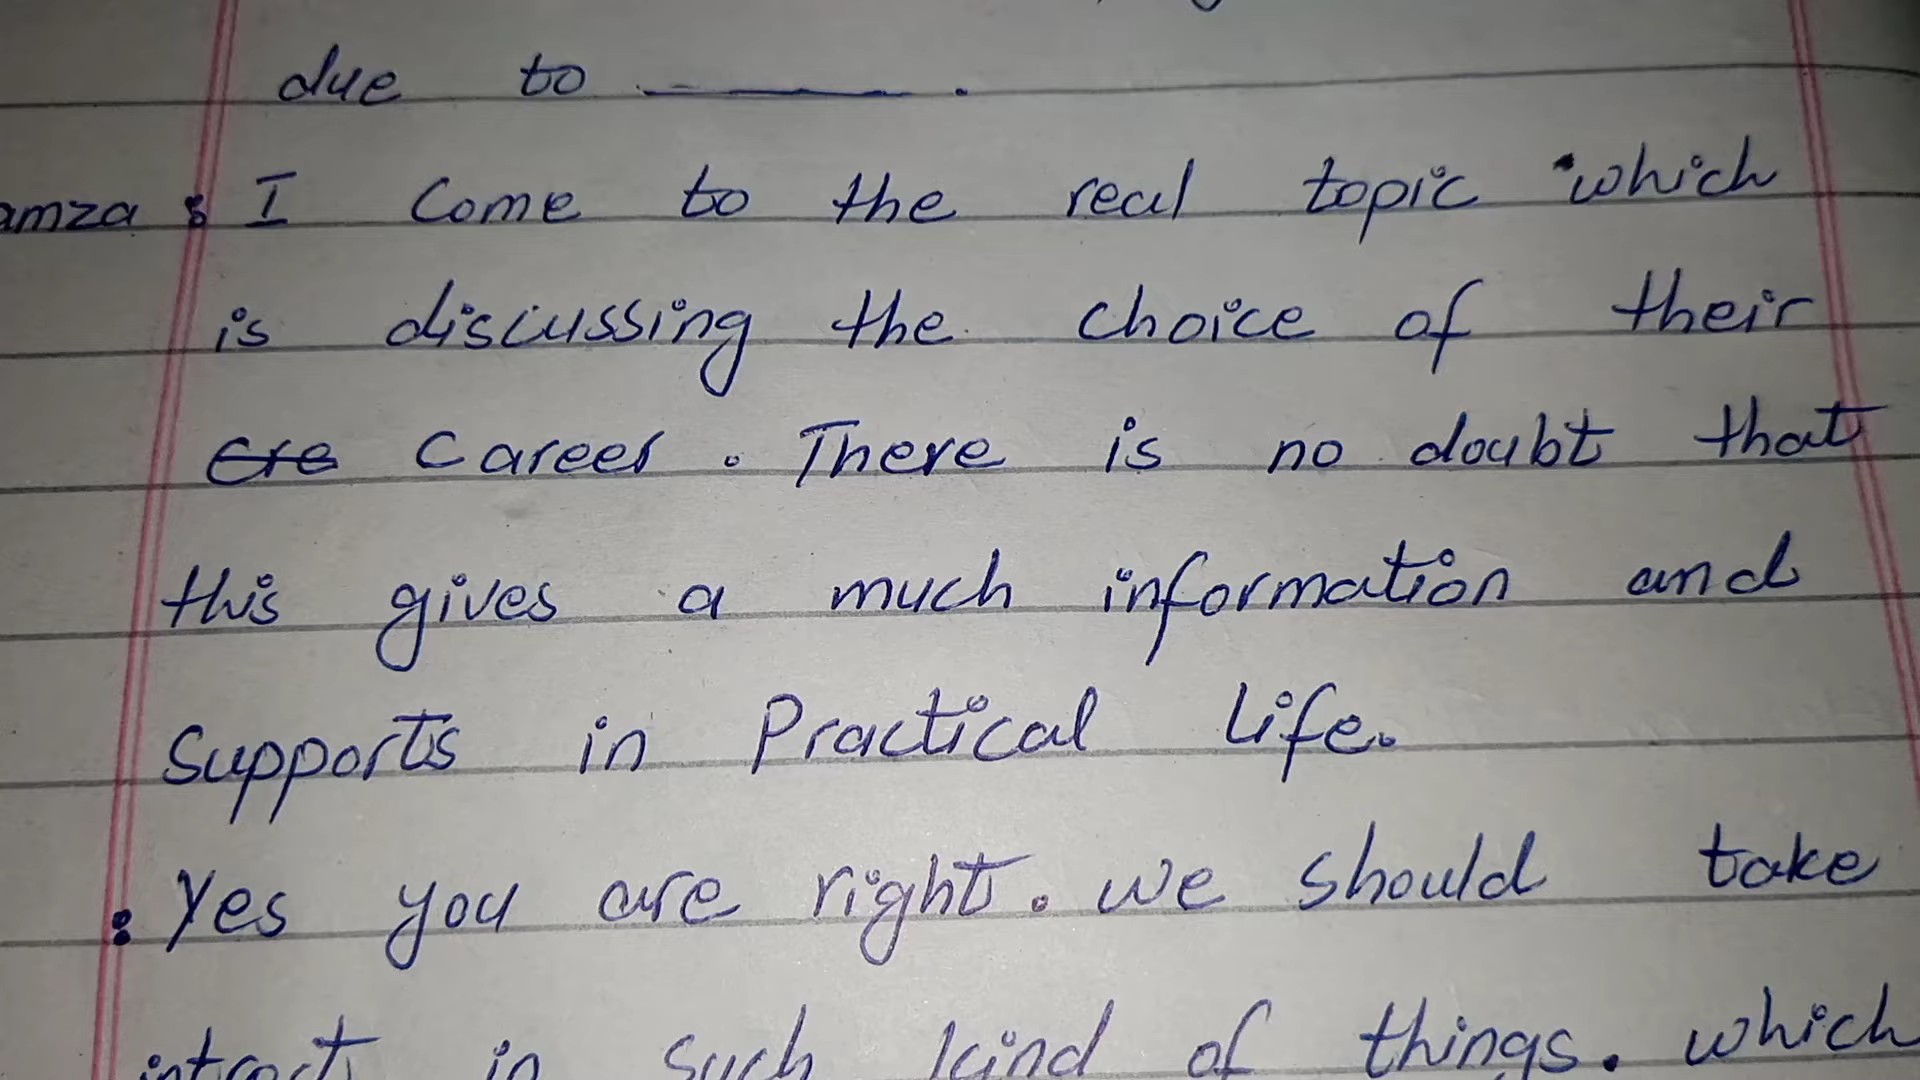 due to ______.
amza : I Come to the real topic which
is discussing the choice of their
cre Career. There is no doubt that
this gives a much information and
Supports in Practical Life.
: Yes you are right. we should take
in such kind of things. which